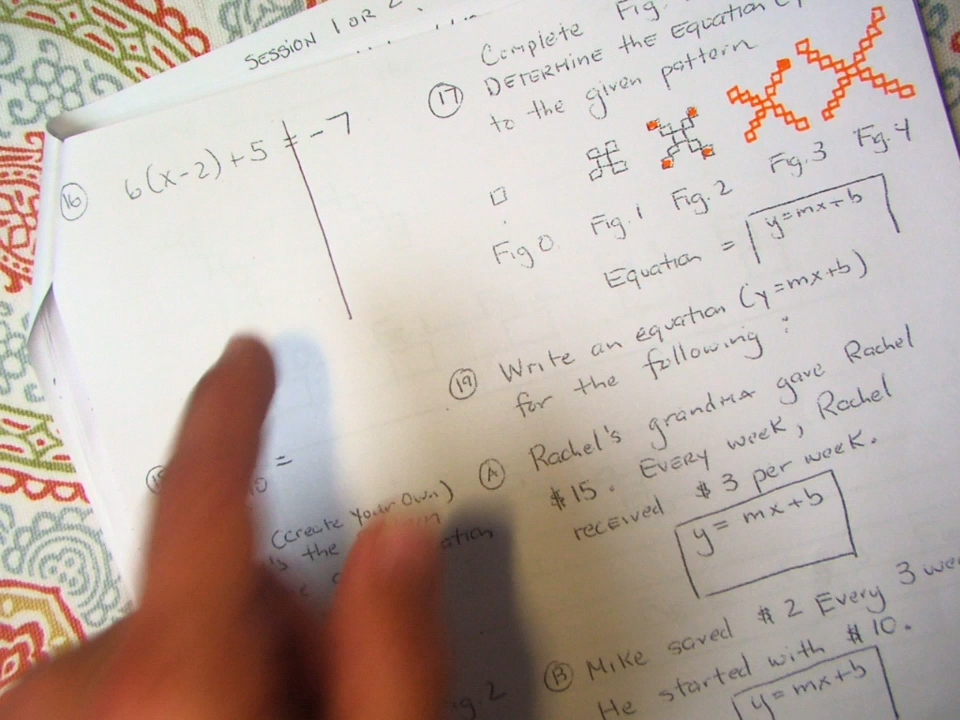 SESSION 1 OR 2
16 6(x-2)+5 = -7
17 Complete Fig.
DETERMINE the Equation
to the given pattern
Fig 0 Fig. 1 Fig. 2 Fig. 3 Fig. 4
Equation = y=mx+b
19 Write an equation (y=mx+b)
for the following :
A Rachel's grandma gave Rachel
$15. EVERY week, Rachel
received $3 per week.
y = mx+b
B Mike saved $2 Every 3
He started with $10.
y=mx+b
=
(create Your Own)
's the